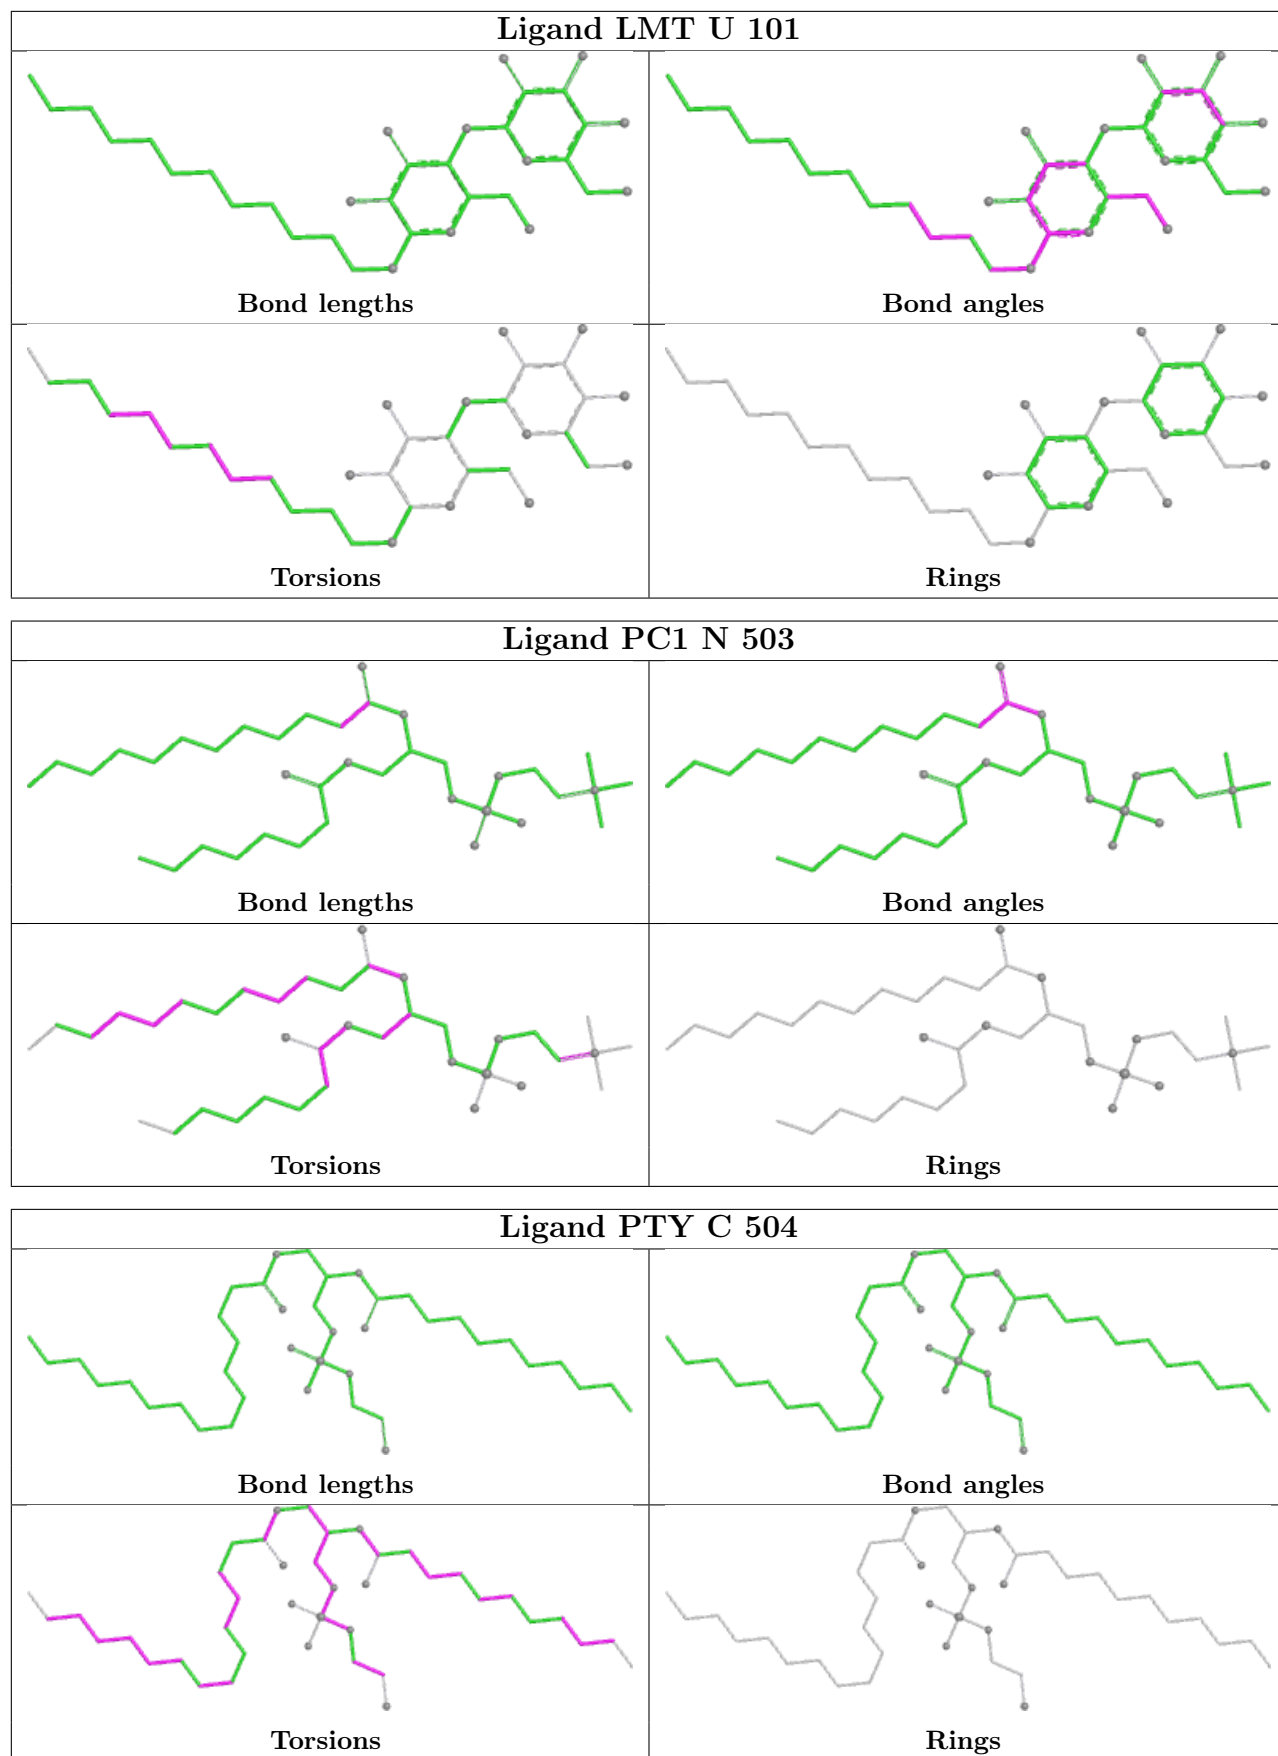 Ligand LMT U 101
Bond lengths
Bond angles
Torsions
Rings
Ligand PC1 N 503
Bond lengths
Bond angles
Torsions
Rings
Ligand PTY C 504
Bond lengths
Bond angles
Torsions
Rings